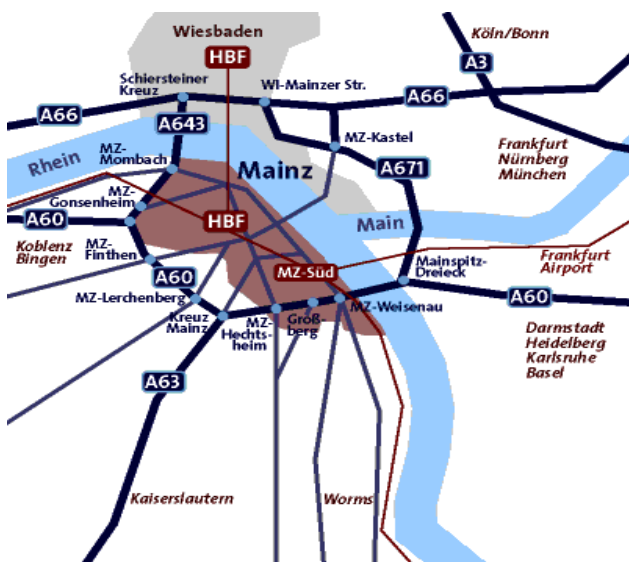 Wiesbaden
HBF
Köln/Bonn
A3
Schiersteiner
Kreuz
WI-Mainzer Str.
A66
A66
A643
MZ-Kastel
Rhein
MZ-
Mombach
Mainz
A671
Frankfurt
Nürnberg
München
MZ-
Gonsenheim
HBF
Main
A60
Koblenz
Bingen
MZ-
Finthen
MZ-Süd
Mainspitz-
Dreieck
Frankfurt
Airport
A60
MZ-Lerchenberg
Kreuz
Mainz
MZ-
Hechts-
heim
Groß-
berg
MZ-Weisenau
A60
Darmstadt
Heidelberg
Karlsruhe
Basel
A63
Kaiserslautern
Worms